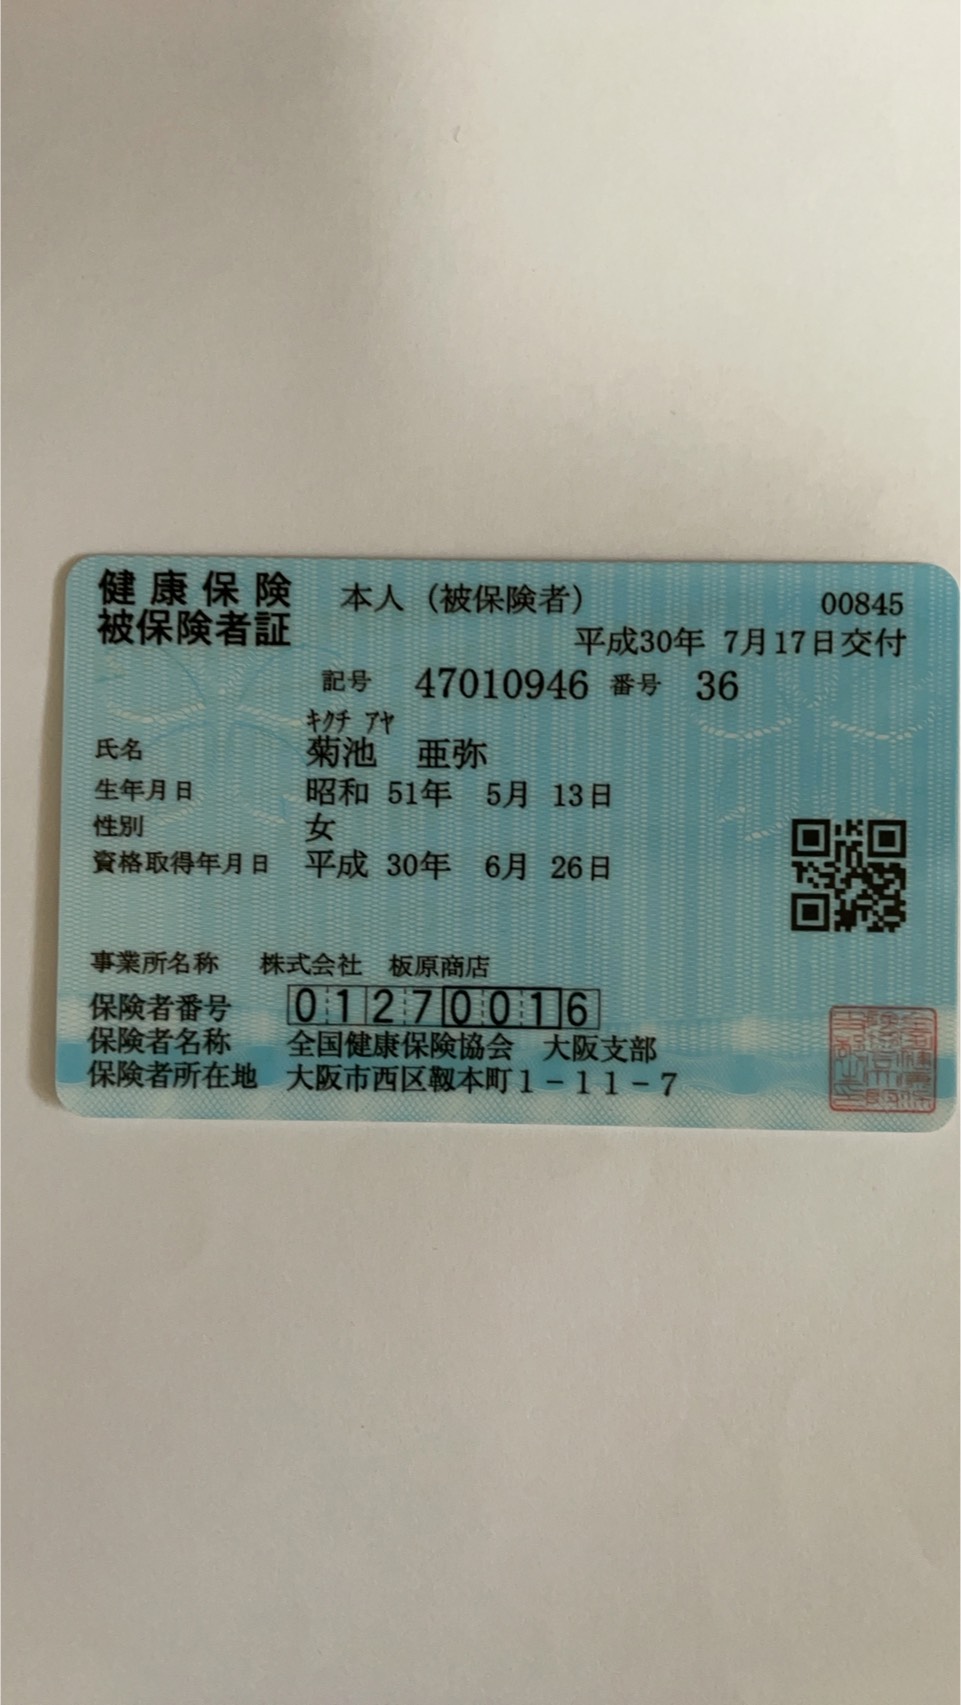 健康保険 本人（被保険者） 00845
被保険者証 平成30年 7月17日交付
記号 47010946 番号 36
ｷｸﾁ ｱﾔ
氏名 菊池 亜弥
生年月日 昭和 51年 5月 13日
性別 女
資格取得年月日 平成 30年 6月 26日
事業所名称 株式会社 板原商店
保険者番号 01270016
保険者名称 全国健康保険協会 大阪支部
保険者所在地 大阪市西区靱本町1－11－7